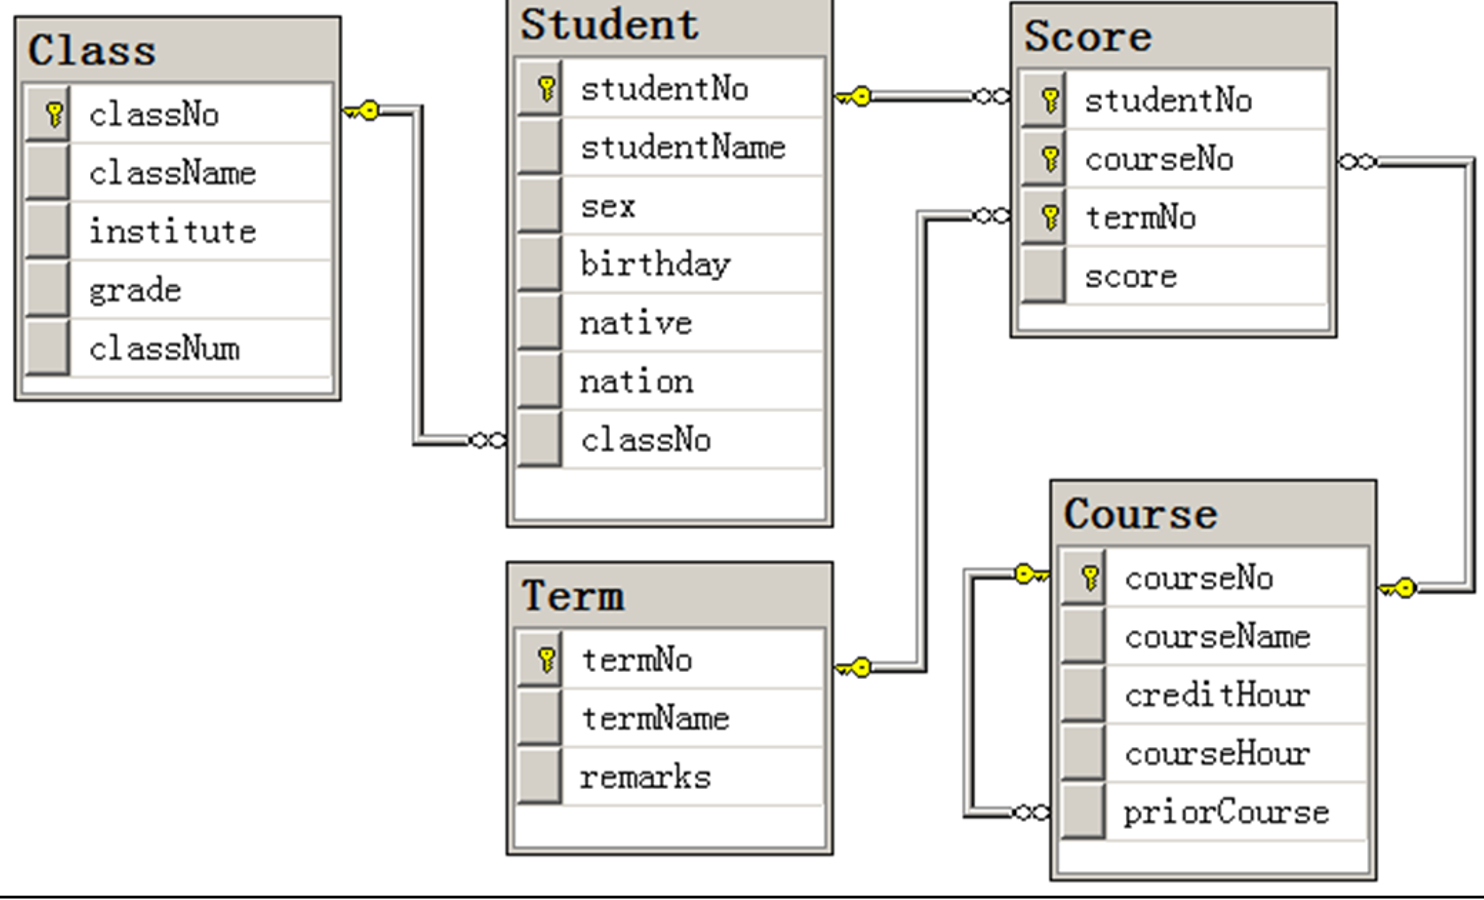 Class
classNo
className
institute
grade
classNum
Student
studentNo
studentName
sex
birthday
native
nation
classNo
Score
studentNo
courseNo
termNo
score
Term
termNo
termName
remarks
Course
courseNo
courseName
creditHour
courseHour
priorCourse